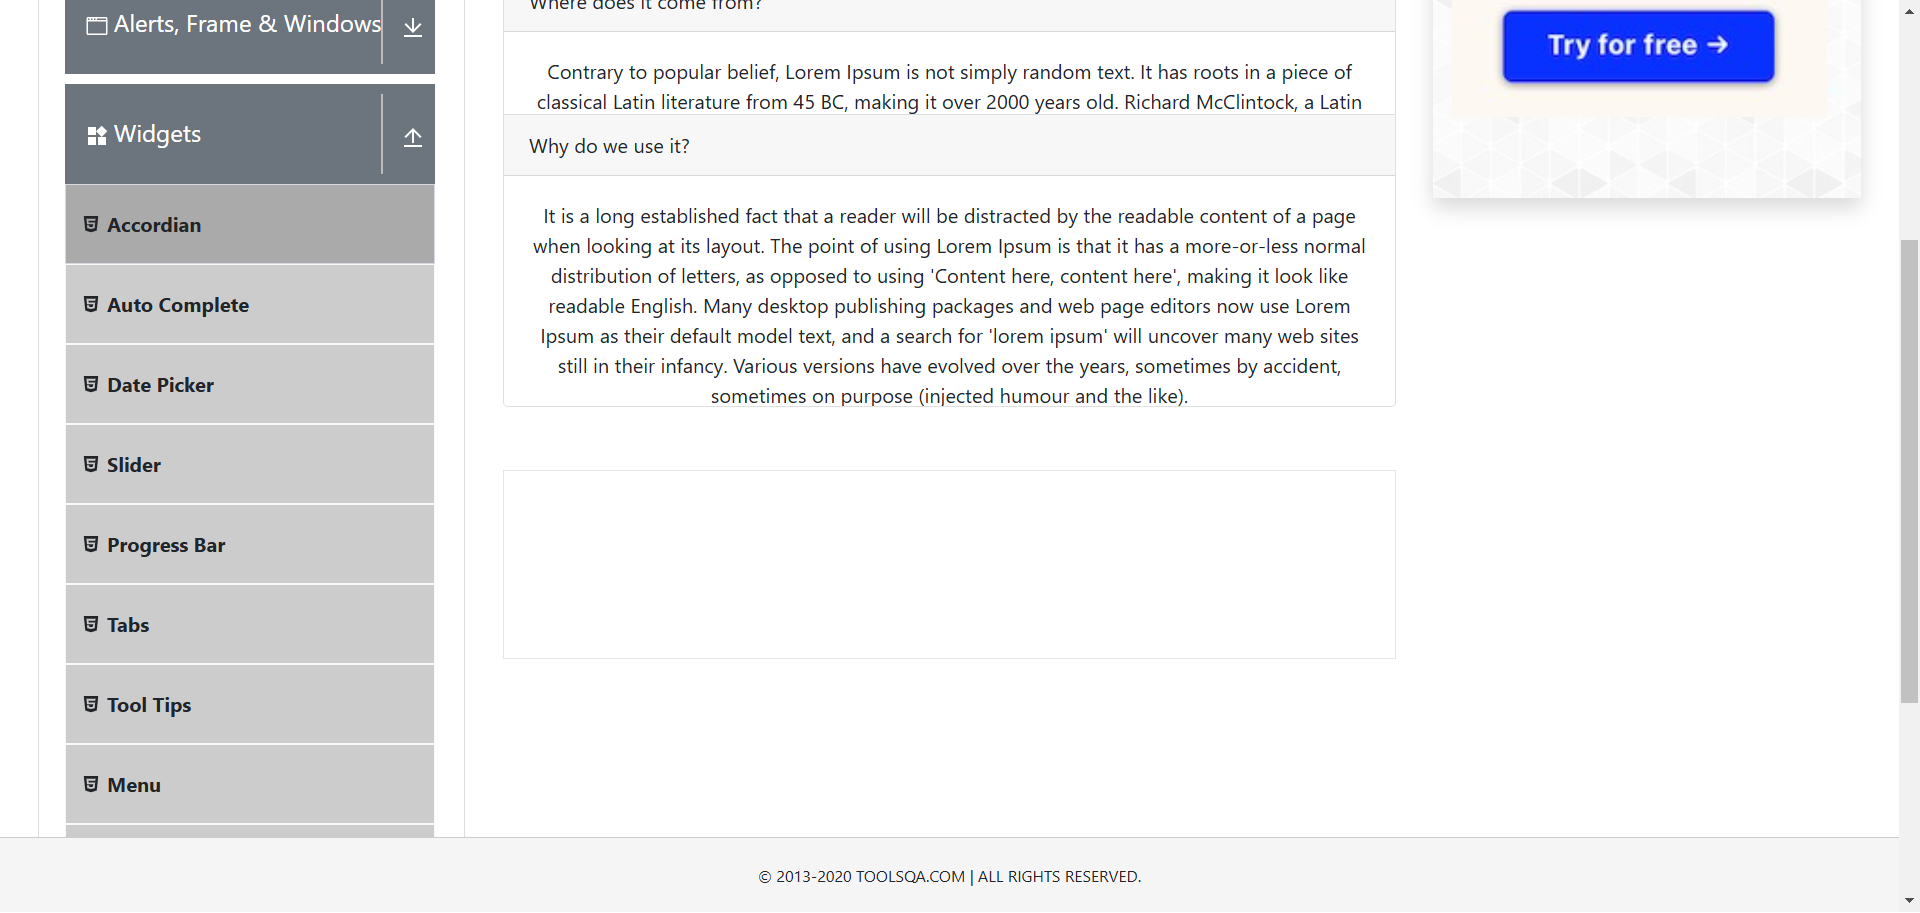 Alerts, Frame & Windows
Widgets
Accordian
Auto Complete
Date Picker
Slider
Progress Bar
Tabs
Tool Tips
Menu
Where does it come from?
Contrary to popular belief, Lorem Ipsum is not simply random text. It has roots in a piece of
classical Latin literature from 45 BC, making it over 2000 years old. Richard McClintock, a Latin
Why do we use it?
It is a long established fact that a reader will be distracted by the readable content of a page
when looking at its layout. The point of using Lorem Ipsum is that it has a more-or-less normal
distribution of letters, as opposed to using 'Content here, content here', making it look like
readable English. Many desktop publishing packages and web page editors now use Lorem
Ipsum as their default model text, and a search for 'lorem ipsum' will uncover many web sites
still in their infancy. Various versions have evolved over the years, sometimes by accident,
sometimes on purpose (injected humour and the like).
Try for free →
© 2013-2020 TOOLSQA.COM | ALL RIGHTS RESERVED.